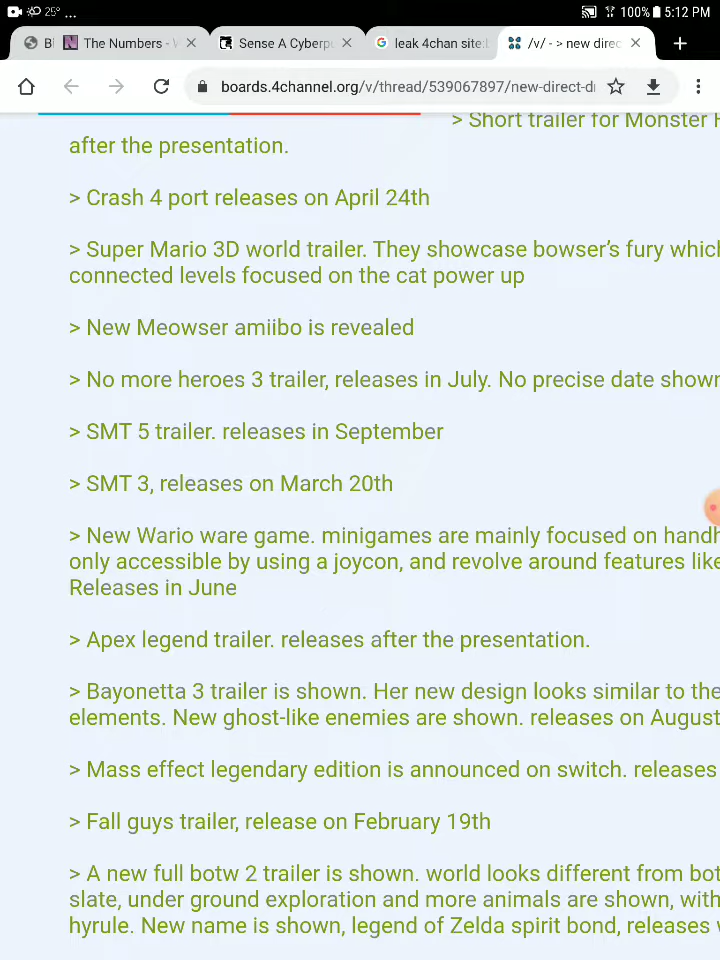 25° ... 100% 5:12 PM
B The Numbers - Sense A Cyberpu leak 4chan site: /v/ - > new direc
boards.4channel.org/v/thread/539067897/new-direct-d
> Short trailer for Monster
after the presentation.
> Crash 4 port releases on April 24th
> Super Mario 3D world trailer. They showcase bowser’s fury which
connected levels focused on the cat power up
> New Meowser amiibo is revealed
> No more heroes 3 trailer, releases in July. No precise date shown
> SMT 5 trailer. releases in September
> SMT 3, releases on March 20th
> New Wario ware game. minigames are mainly focused on handh
only accessible by using a joycon, and revolve around features like
Releases in June
> Apex legend trailer. releases after the presentation.
> Bayonetta 3 trailer is shown. Her new design looks similar to the
elements. New ghost-like enemies are shown. releases on August
> Mass effect legendary edition is announced on switch. releases
> Fall guys trailer, release on February 19th
> A new full botw 2 trailer is shown. world looks different from bot
slate, under ground exploration and more animals are shown, with
hyrule. New name is shown, legend of Zelda spirit bond, releases